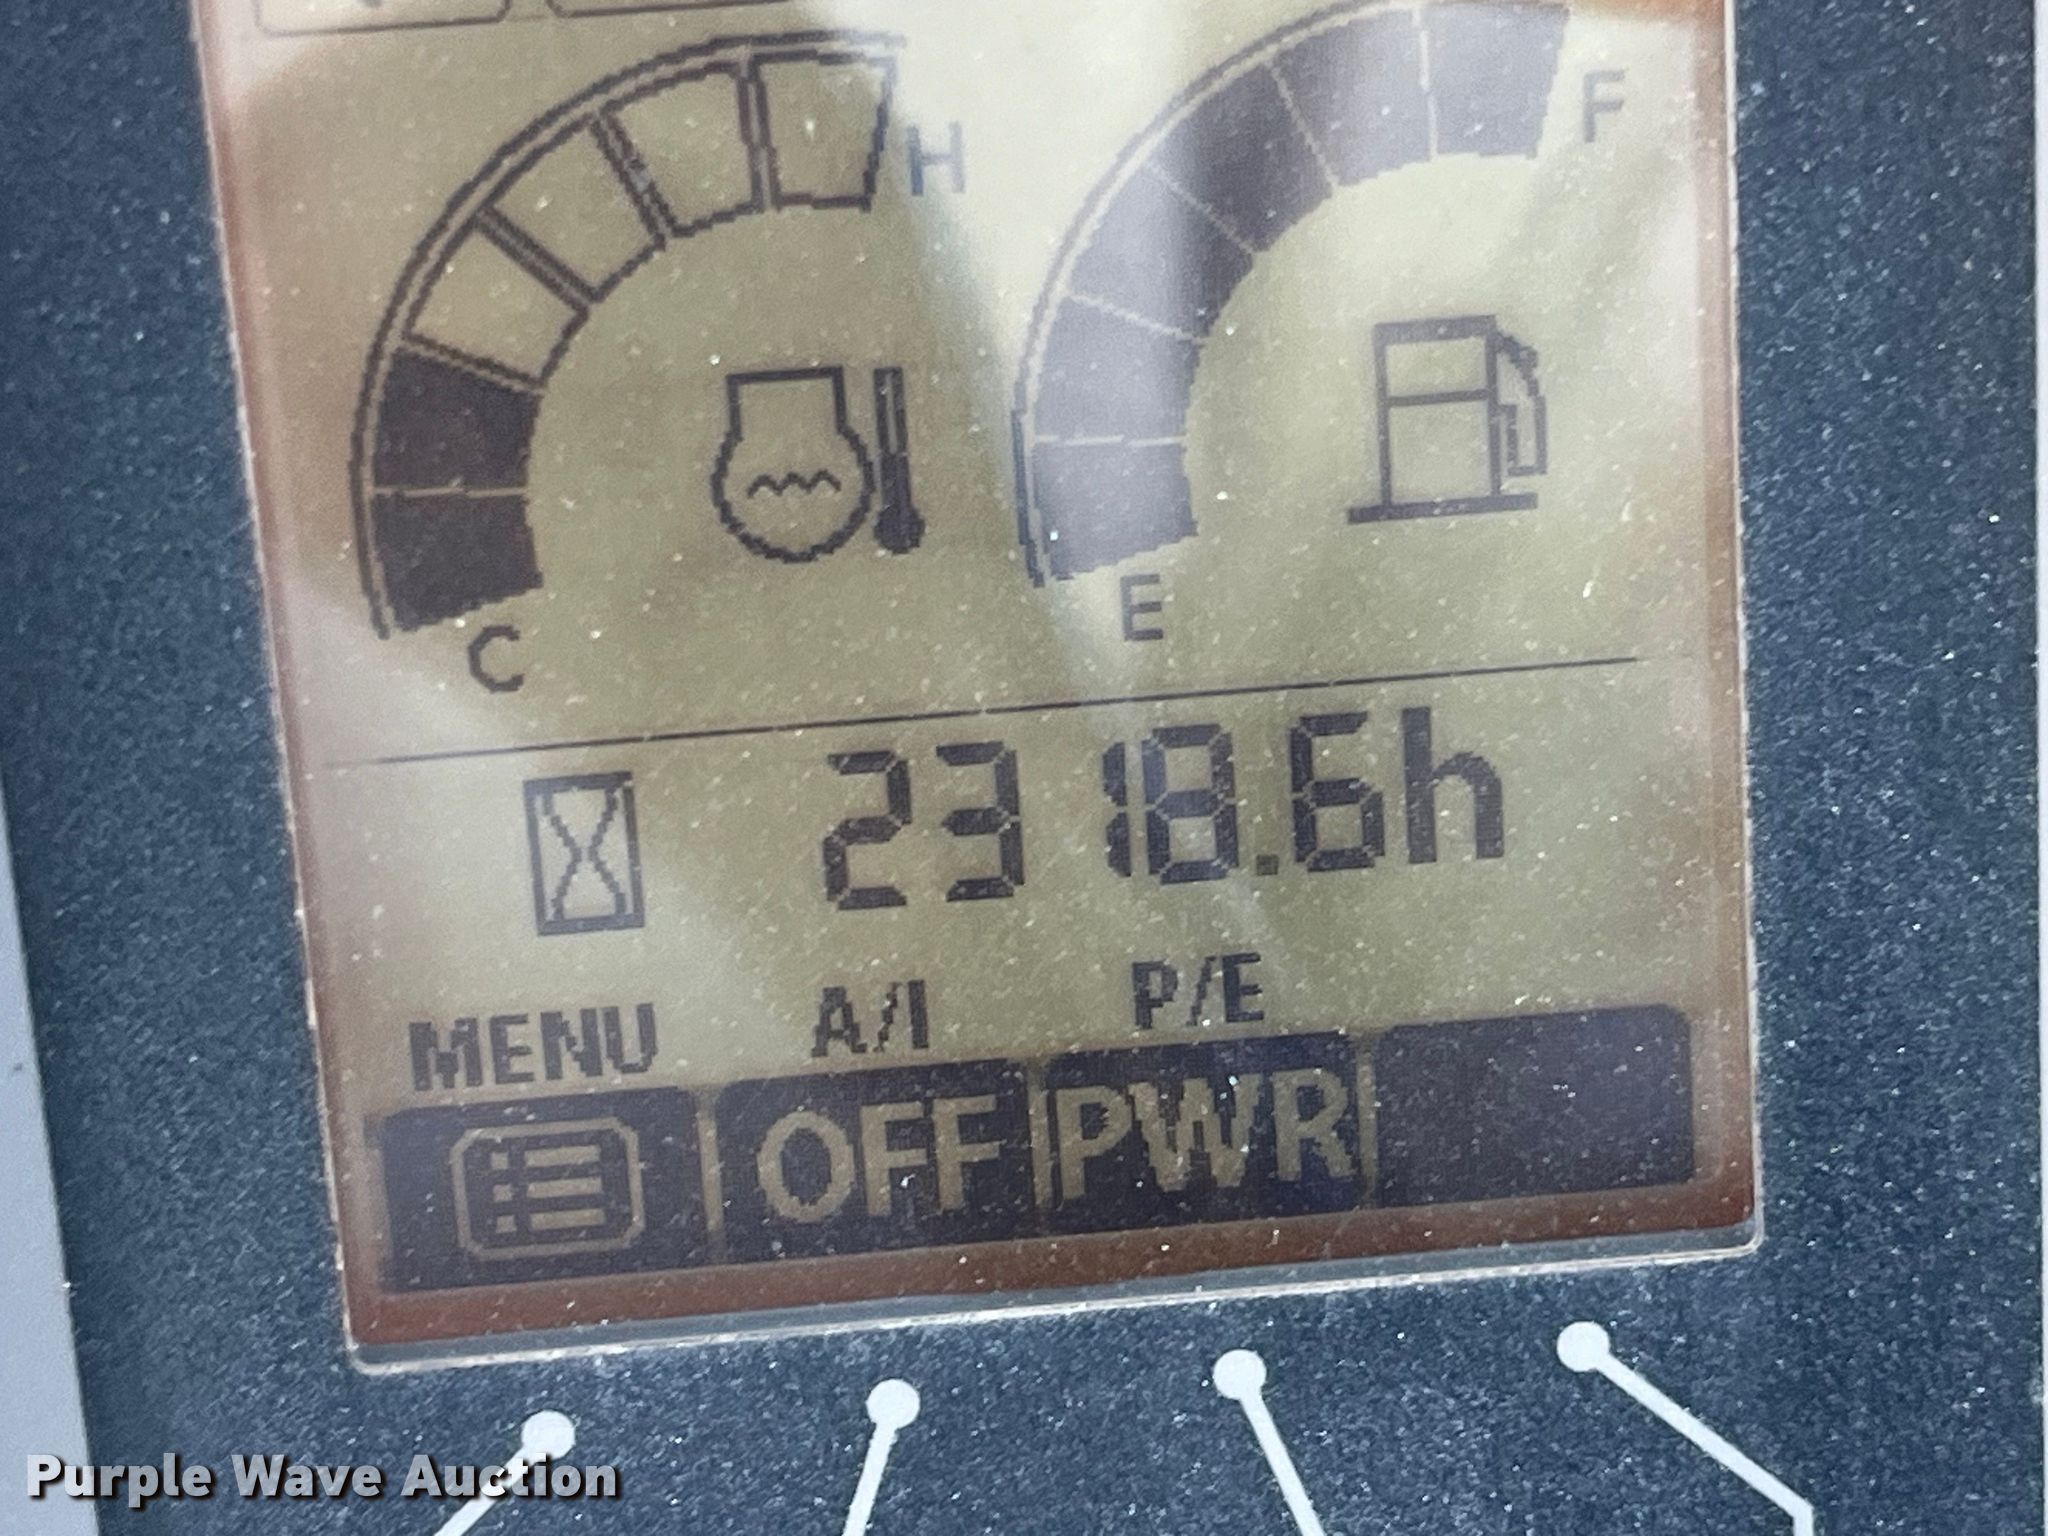 H
F
C
E
2318.6h
MENU A/I P/E
OFF PWR
Purple Wave Auction